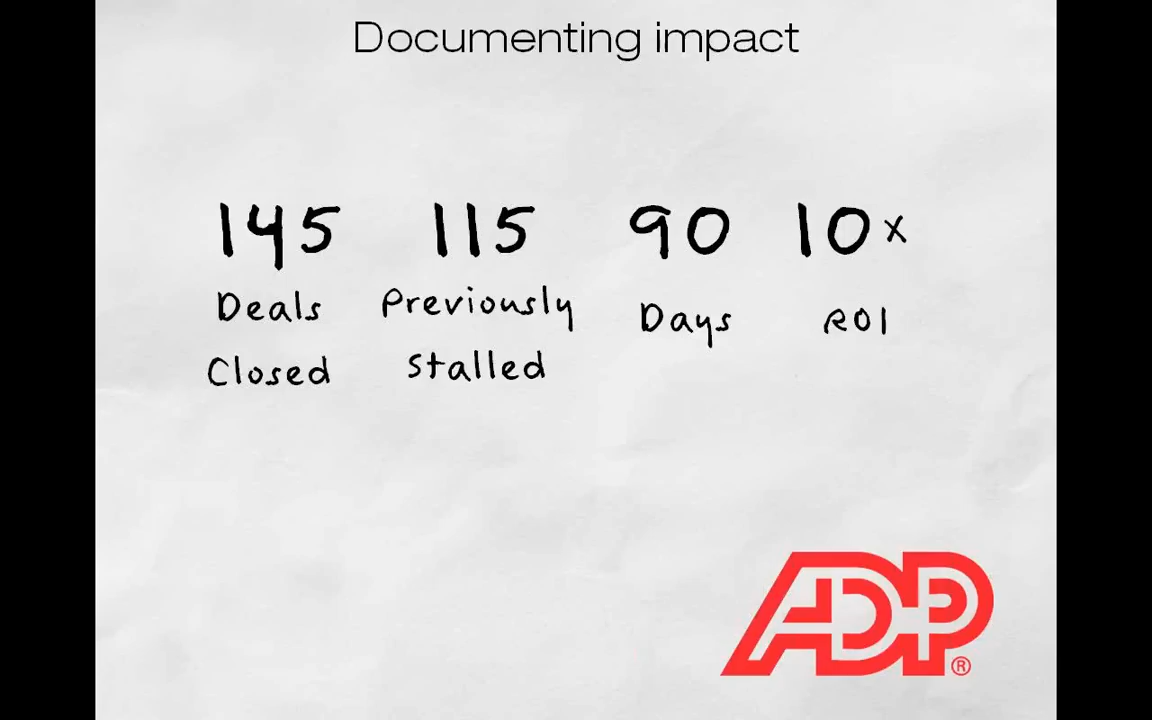 Documenting impact
145 115 90 10x
Deals Previously Days ROI
Closed Stalled
ADP®